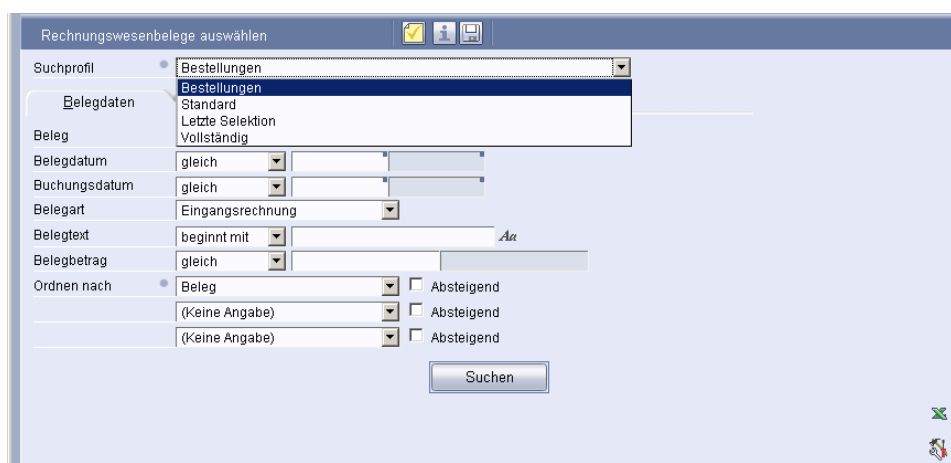 Rechnungswesenbelege auswählen
Suchprofil Bestellungen
Bestellungen
Belegdaten Standard
Letzte Selektion
Beleg Vollständig
Belegdatum gleich
Buchungsdatum gleich
Belegart Eingangsrechnung
Belegtext beginnt mit Aa
Belegbetrag gleich
Ordnen nach Beleg Absteigend
(Keine Angabe) Absteigend
(Keine Angabe) Absteigend
Suchen